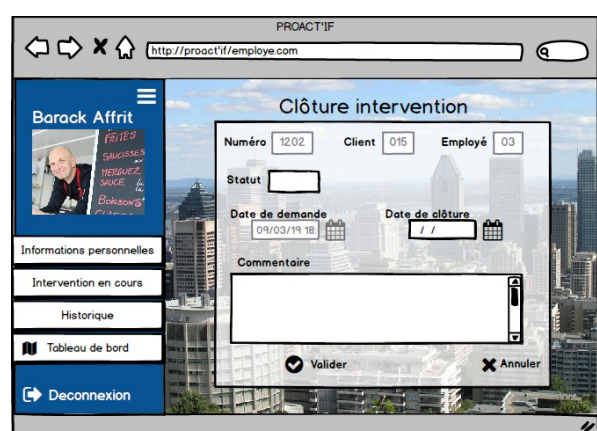 PROACT'IF
http://proact'if/employe.com
Barack Affrit
FRITES
SAUCISSES
MERGUEZ
SAUCE
BOISSONS
Informations personnelles
Intervention en cours
Historique
Tableau de bord
Deconnexion
Clôture intervention
Numéro 1202 Client 015 Employé 03
Statut
Date de demande Date de clôture
09/03/19 18: / /
Commentaire
Valider Annuler